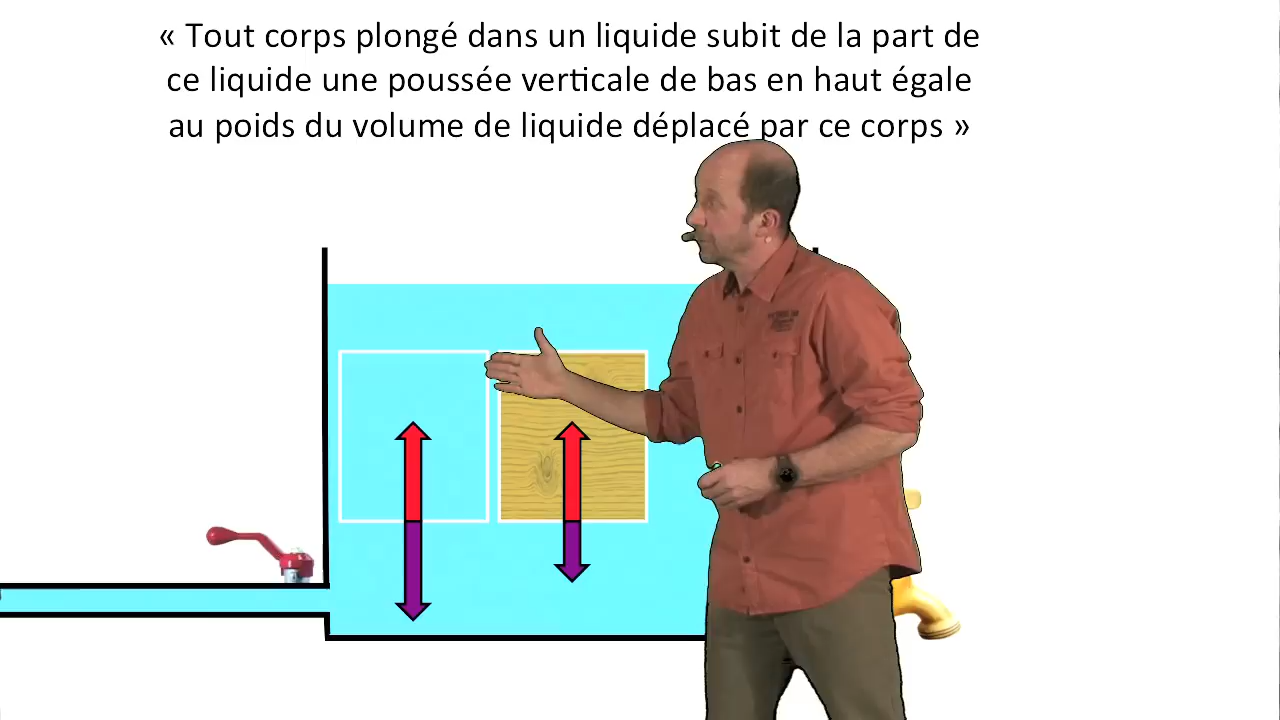 « Tout corps plongé dans un liquide subit de la part de
ce liquide une poussée verticale de bas en haut égale
au poids du volume de liquide déplacé par ce corps »